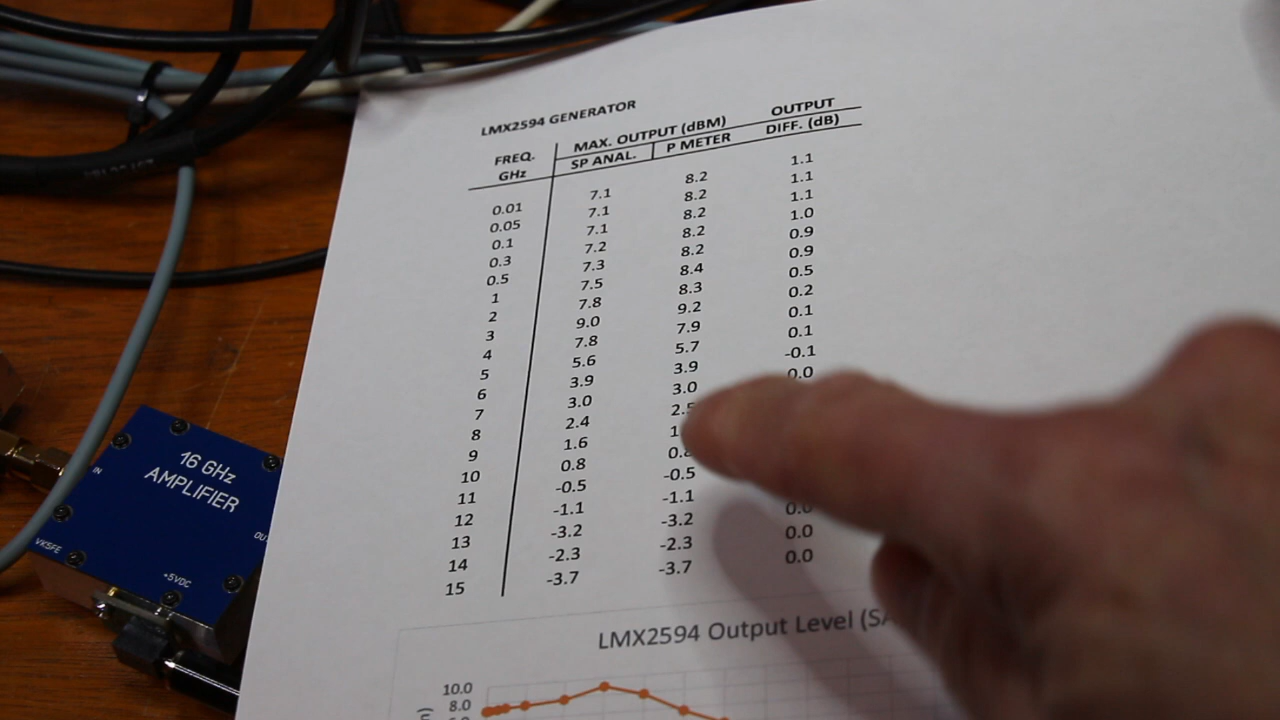 LMX2594 GENERATOR
FREQ. GHz MAX. OUTPUT (dBM) OUTPUT DIFF. (dB)
SP ANAL. P METER
0.01 7.1 8.2 1.1
0.05 7.1 8.2 1.1
0.1 7.1 8.2 1.1
0.3 7.2 8.2 1.0
0.5 7.3 8.2 0.9
1 7.5 8.4 0.9
2 7.8 8.3 0.5
3 9.0 9.2 0.2
4 7.8 7.9 0.1
5 5.6 5.7 0.1
6 3.9 3.9 -0.1
7 3.0 3.0 0.0
8 2.4
9 1.6
10 0.8
11 -0.5 -0.5
12 -1.1 -1.1
13 -3.2 -3.2 0.0
14 -2.3 -2.3 0.0
15 -3.7 -3.7 0.0
LMX2594 Output Level
10.0
8.0
16 GHz
AMPLIFIER
IN
VK5FE
+5VDC